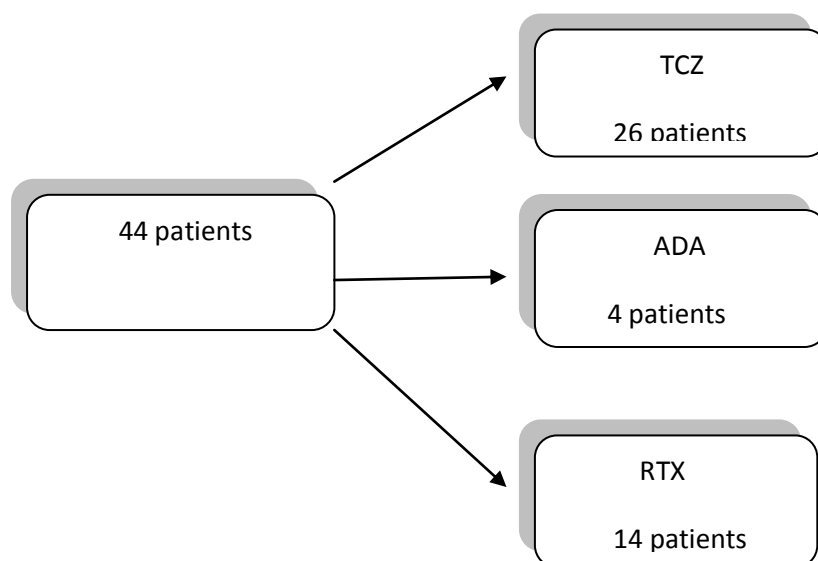 44 patients
TCZ
26 patients
ADA
4 patients
RTX
14 patients